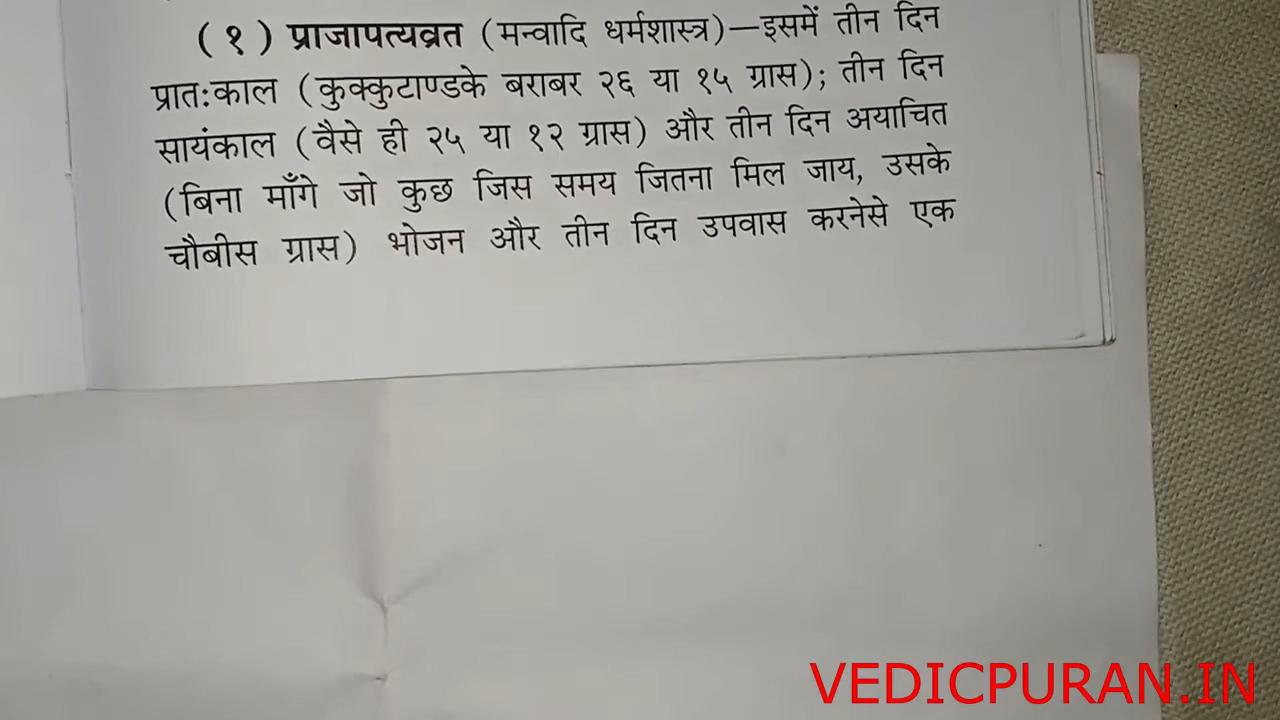 ( १ ) प्राजापत्यव्रत (मन्वादि धर्मशास्त्र)—इसमें तीन दिन
प्रातःकाल (कुक्कुटाण्डके बराबर २६ या १५ ग्रास); तीन दिन
सायंकाल (वैसे ही २५ या १२ ग्रास) और तीन दिन अयाचित
(बिना माँगे जो कुछ जिस समय जितना मिल जाय, उसके
चौबीस ग्रास) भोजन और तीन दिन उपवास करनेसे एक
VEDICPURAN.IN